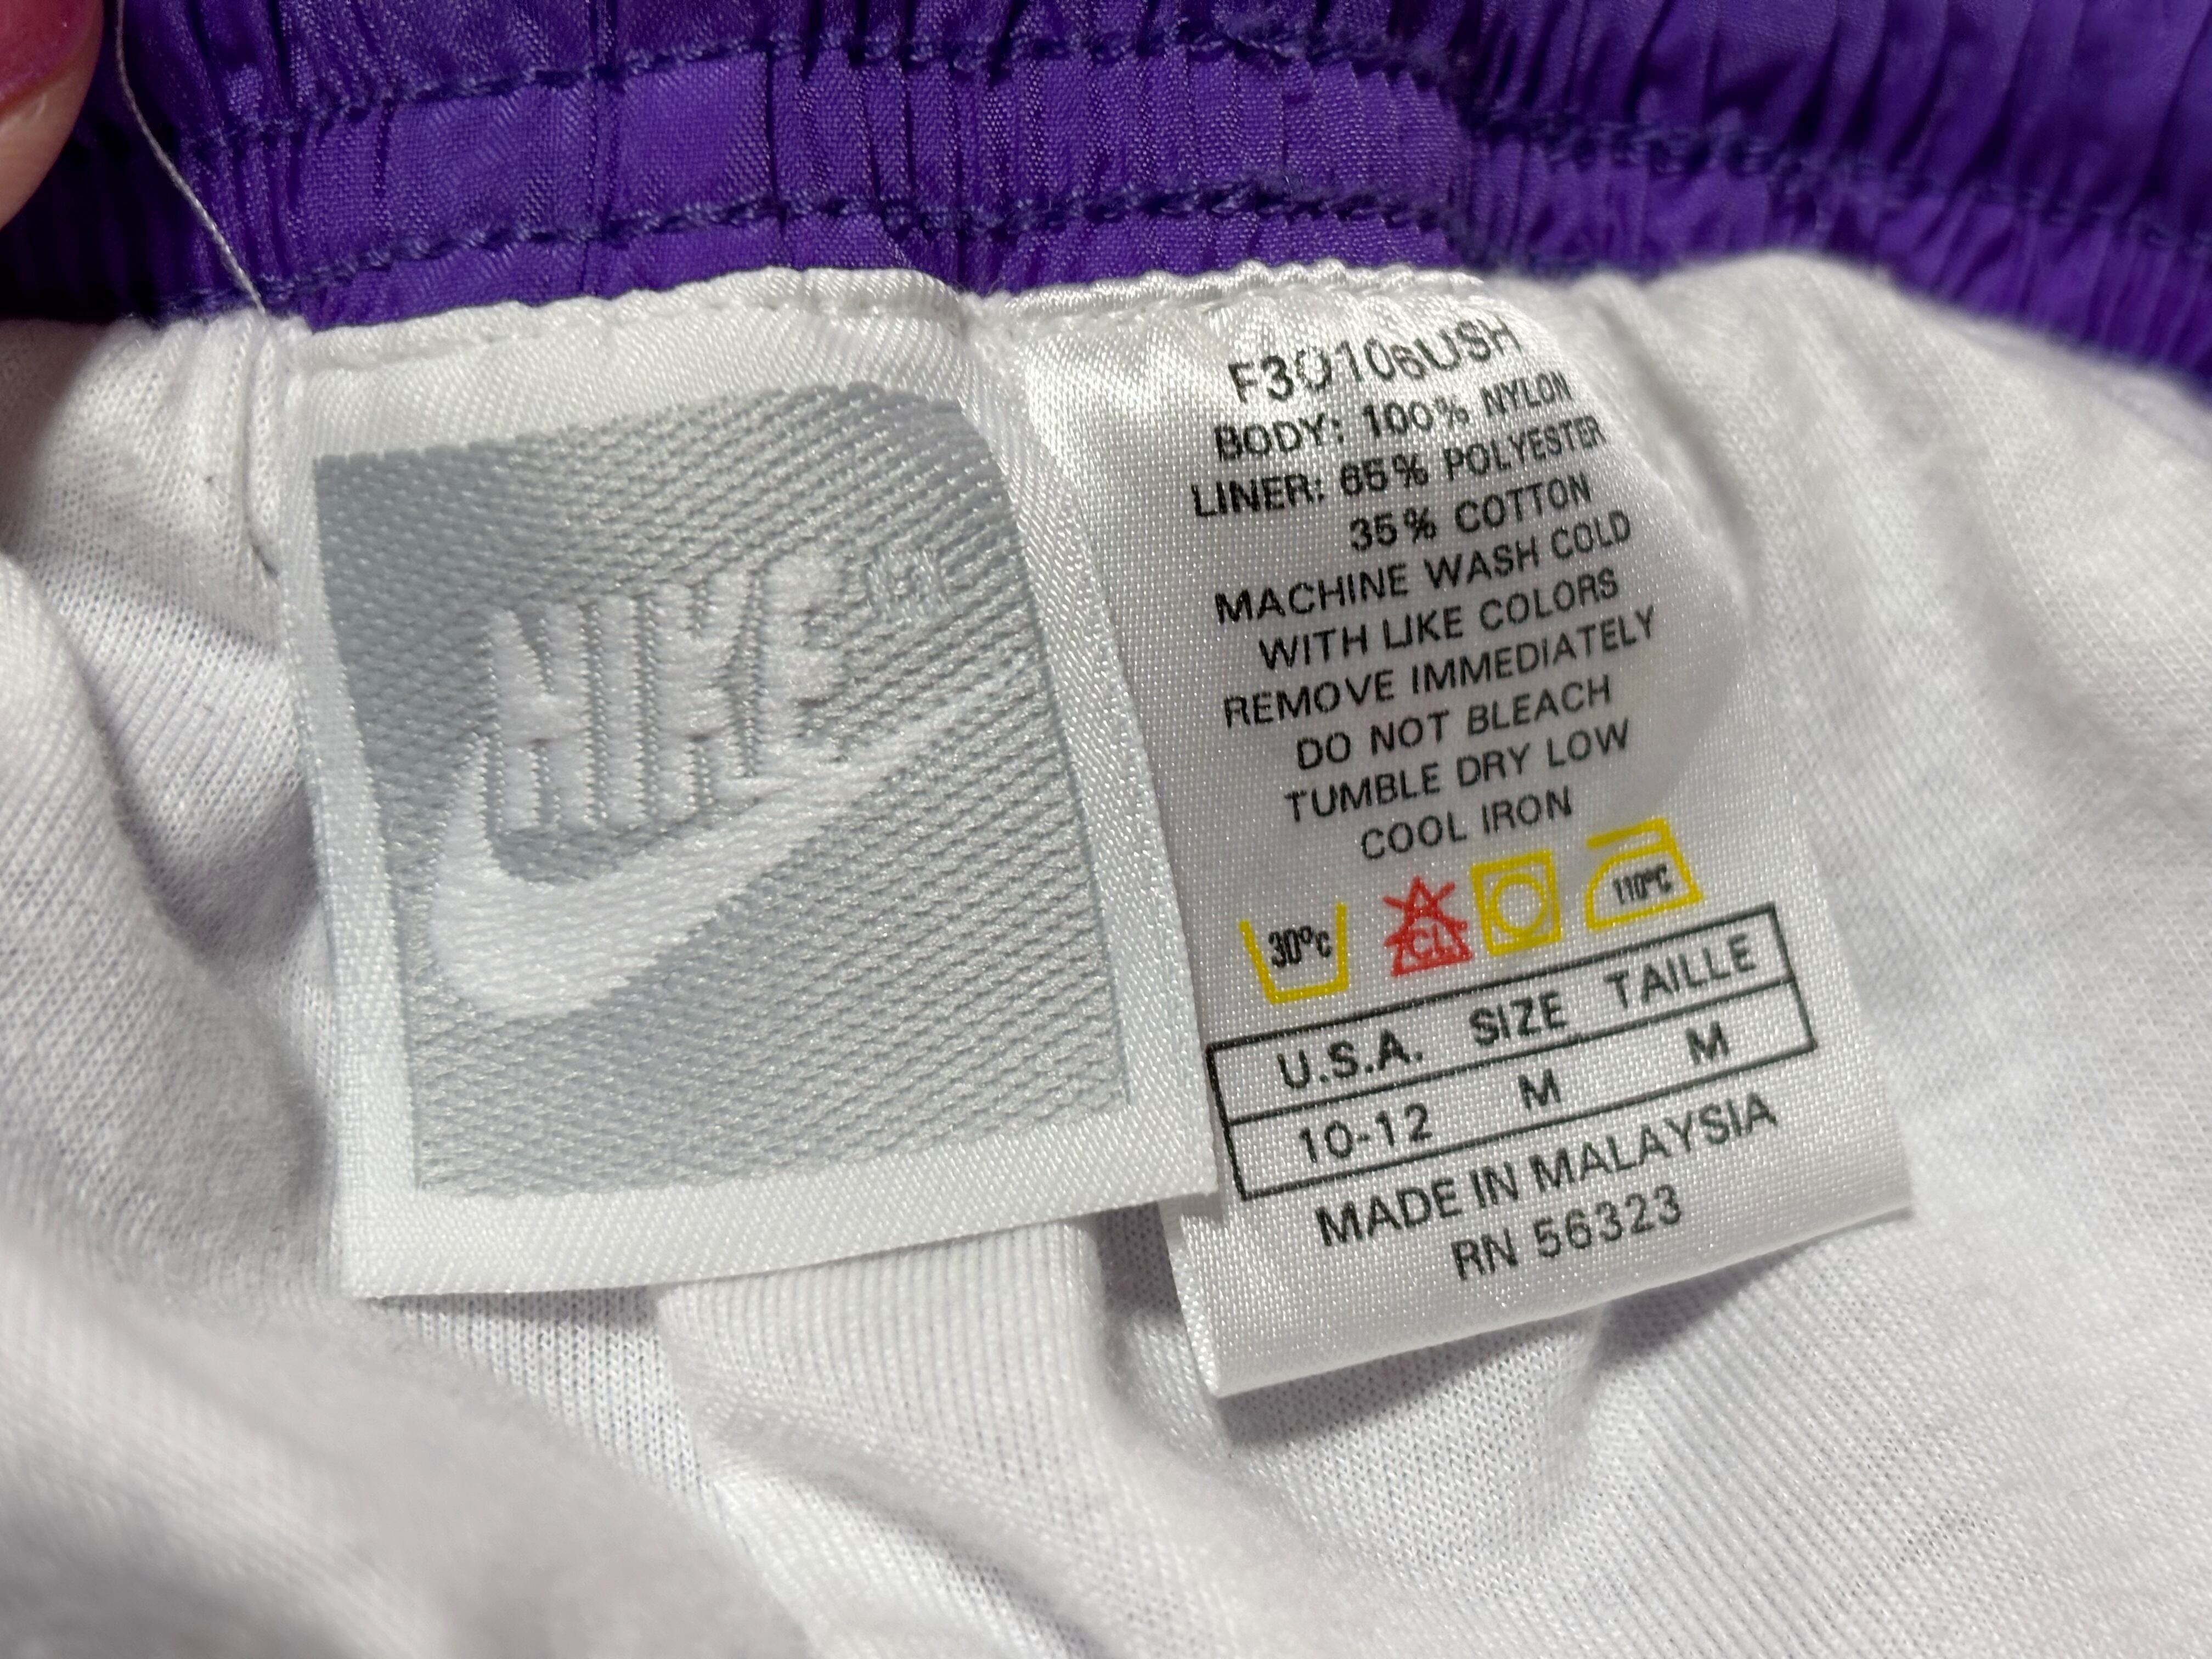 NIKE
F30106USH
BODY: 100% NYLON
LINER: 65% POLYESTER
35% COTTON
MACHINE WASH COLD
WITH LIKE COLORS
REMOVE IMMEDIATELY
DO NOT BLEACH
TUMBLE DRY LOW
COOL IRON
30°C CL 110°C
U.S.A. SIZE TAILLE
10-12 M M
MADE IN MALAYSIA
RN 56323